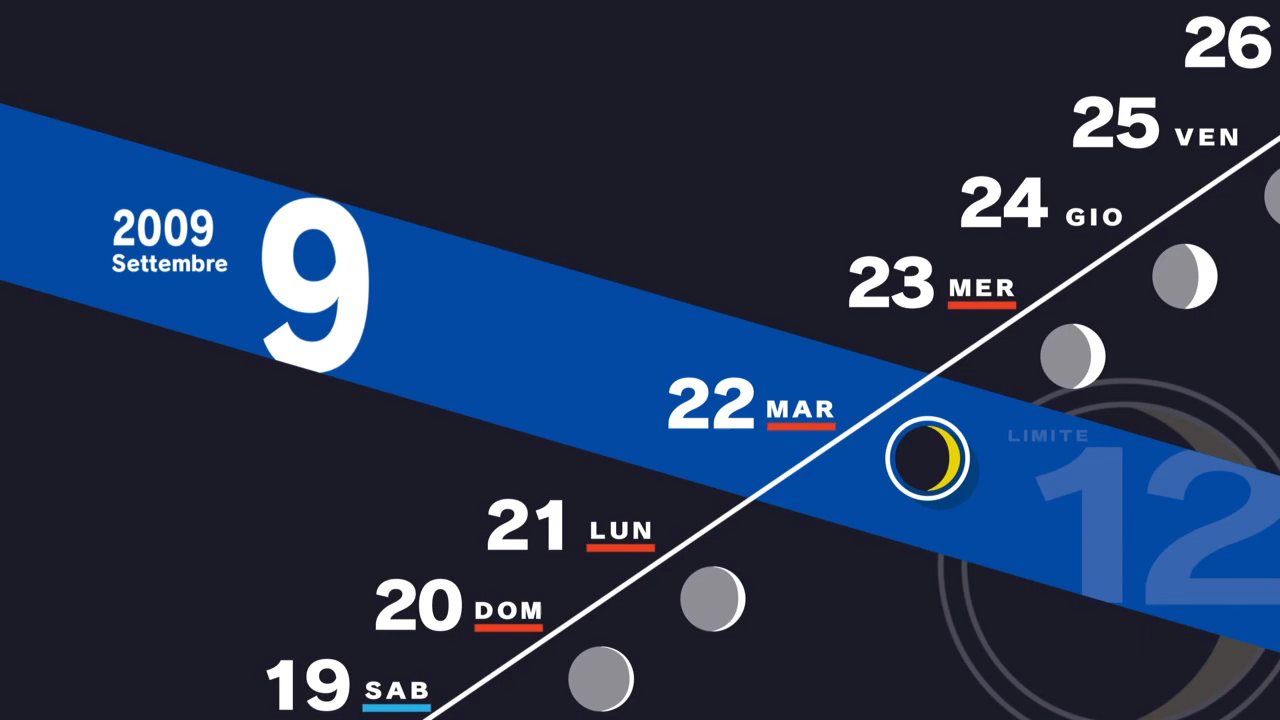 26
25 VEN
24 GIO
23 MER
2009
Settembre
9
22 MAR
LIMITE
12
21 LUN
20 DOM
19 SAB